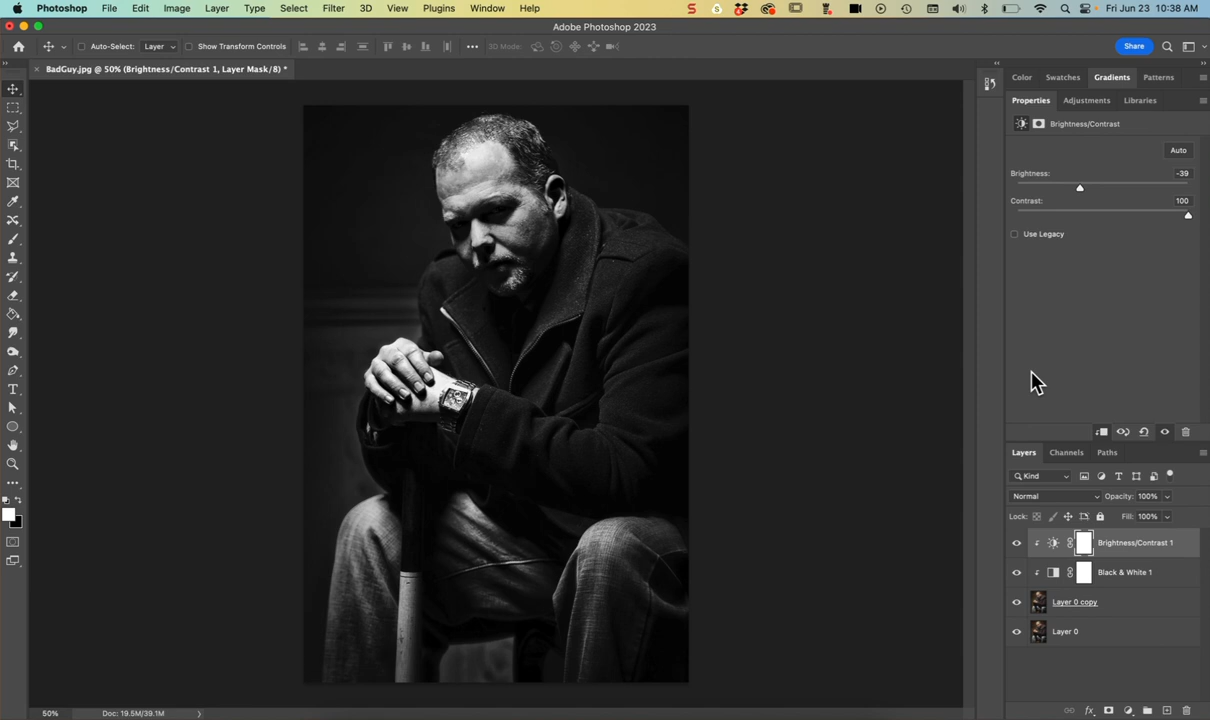 Photoshop File Edit Image Layer Type Select Filter 3D View Plugins Window Help Fri Jun 23 10:38 AM
Adobe Photoshop 2023
Auto-Select: Layer Show Transform Controls 3D Mode: Share
BadGuy.jpg @ 50% (Brightness/Contrast 1, Layer Mask/8) *
Color Swatches Gradients Patterns
Properties Adjustments Libraries
Brightness/Contrast
Auto
Brightness: -39
Contrast: 100
Use Legacy
Layers Channels Paths
Kind
Normal Opacity: 100%
Lock: Fill: 100%
Brightness/Contrast 1
Black & White 1
Layer 0 copy
Layer 0
50% Doc: 19.5M/39.1M